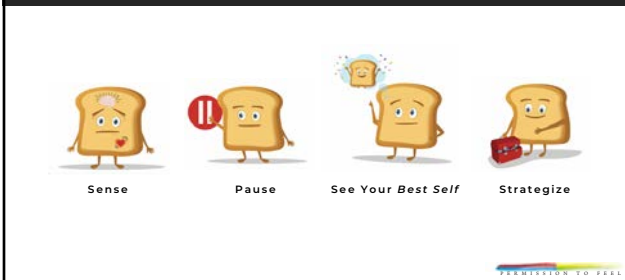 Sense
Pause
See Your Best Self
Strategize
PERMISSION TO FEEL